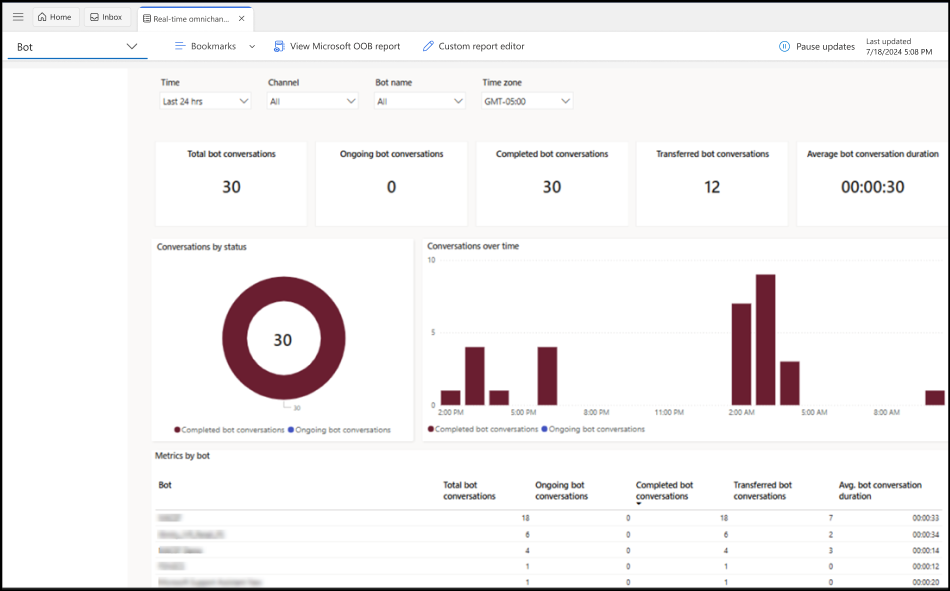 Home
Inbox
Real-time omnichan...
Bot
Bookmarks
View Microsoft OOB report
Custom report editor
Pause updates
Last updated
7/18/2024 5:08 PM
Time
Channel
Bot name
Time zone
Last 24 hrs
All
All
GMT-05:00
Total bot conversations
30
Ongoing bot conversations
0
Completed bot conversations
30
Transferred bot conversations
12
Average bot conversation duration
00:00:30
Conversations by status
30
30
Completed bot conversations Ongoing bot conversations
Conversations over time
10
5
0
2:00 PM 5:00 PM 8:00 PM 11:00 PM 2:00 AM 5:00 AM 8:00 AM
Completed bot conversations Ongoing bot conversations
Metrics by bot
Bot
Total bot
conversations
Ongoing bot
conversations
Completed bot
conversations
Transferred bot
conversations
Avg. bot conversation
duration
18 0 18 7 00:00:33
6 0 6 2 00:00:34
4 0 4 3 00:00:14
1 0 1 0 00:00:12
1 0 1 0 00:00:20